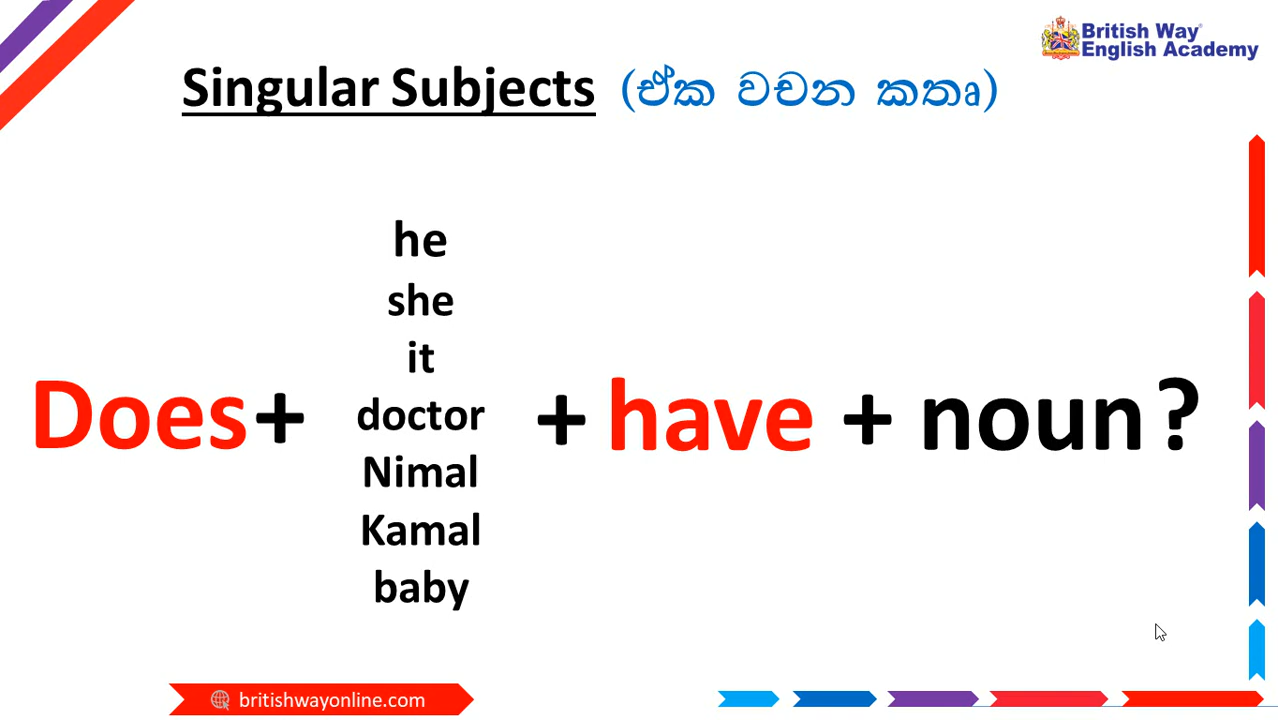 British Way
English Academy
Singular Subjects (ඒක වචන කතෘ)
he
she
it
Does + doctor + have + noun?
Nimal
Kamal
baby
britishwayonline.com